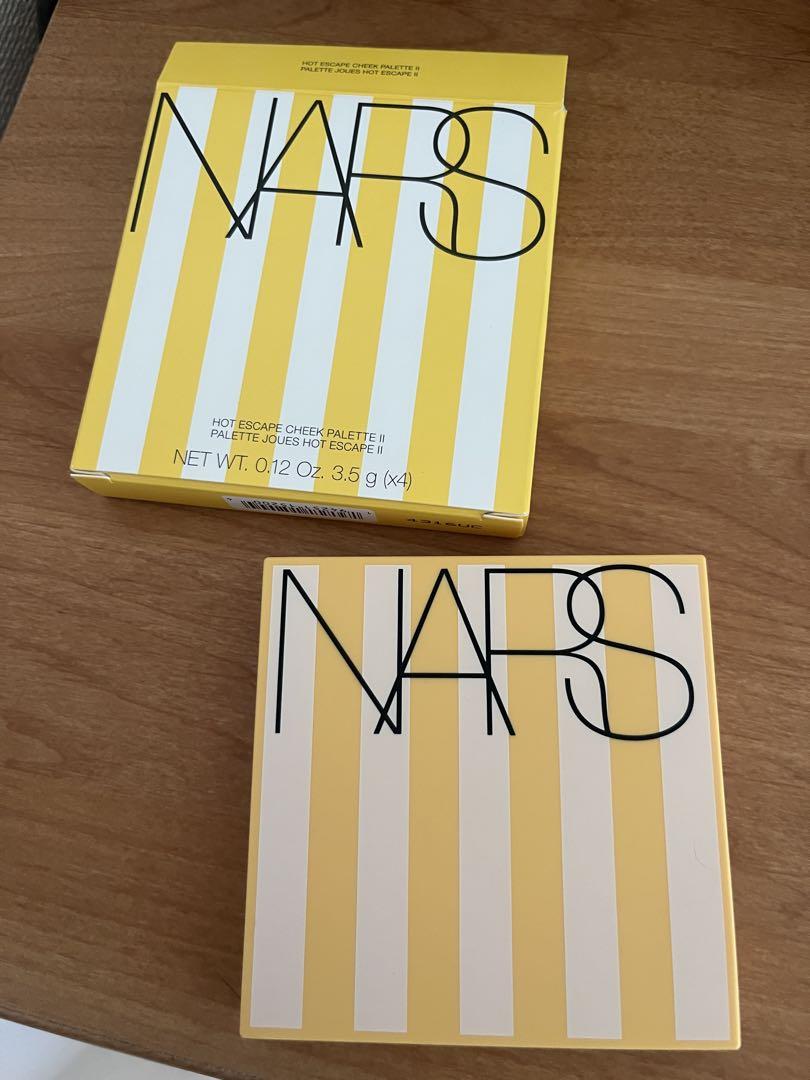 HOT ESCAPE CHEEK PALETTE II
PALETTE JOUES HOT ESCAPE II
NARS
HOT ESCAPE CHEEK PALETTE II
PALETTE JOUES HOT ESCAPE II
NET WT. 0.12 Oz. 3.5 g (x4)
NARS